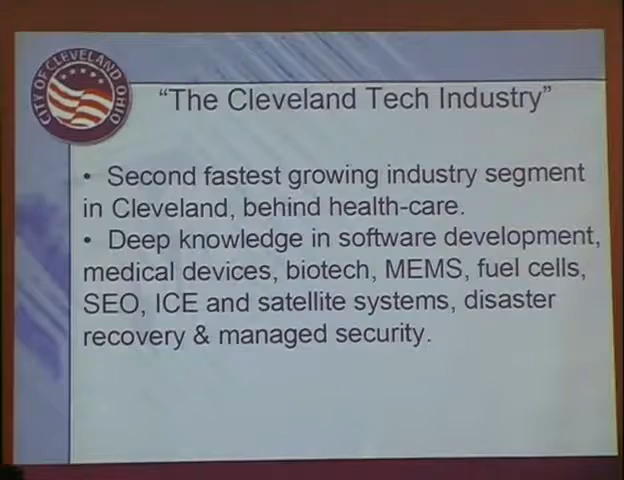 CITY OF CLEVELAND OHIO
“The Cleveland Tech Industry”
• Second fastest growing industry segment
in Cleveland, behind health-care.
• Deep knowledge in software development,
medical devices, biotech, MEMS, fuel cells,
SEO, ICE and satellite systems, disaster
recovery & managed security.